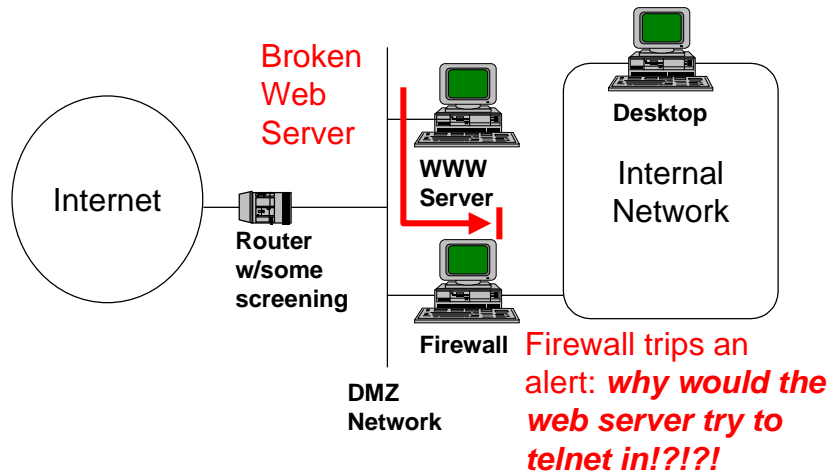 Broken
Web
Server
Desktop
WWW
Server
Internal
Network
Internet
Router
w/some
screening
Firewall
DMZ
Network
Firewall trips an
alert: why would the
web server try to
telnet in!?!?!